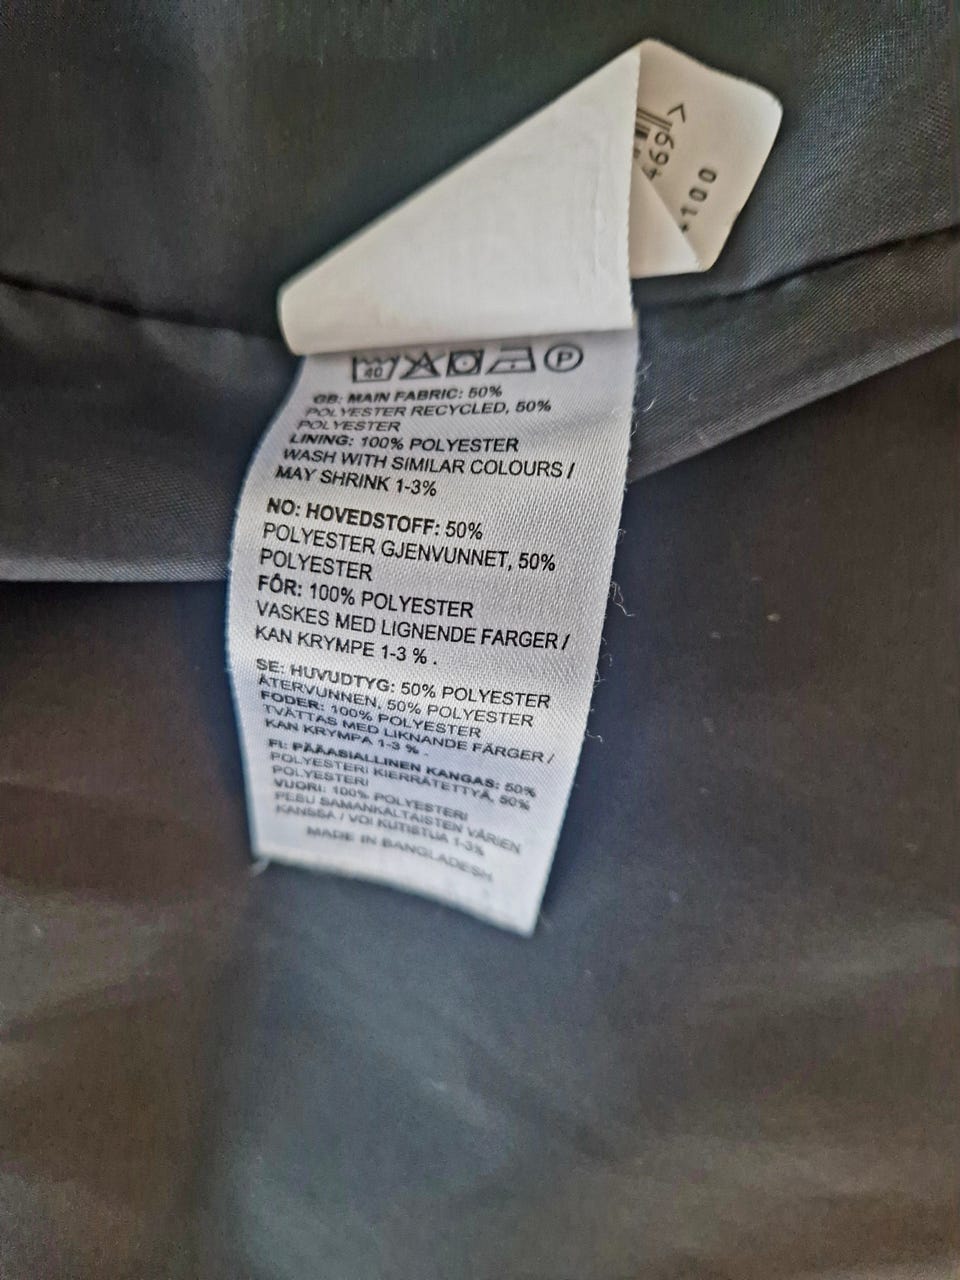 469
>
100
40
P
GB: MAIN FABRIC: 50%
POLYESTER RECYCLED, 50%
POLYESTER
LINING: 100% POLYESTER
WASH WITH SIMILAR COLOURS /
MAY SHRINK 1-3%
NO: HOVEDSTOFF: 50%
POLYESTER GJENVUNNET, 50%
POLYESTER
FÔR: 100% POLYESTER
VASKES MED LIGNENDE FARGER /
KAN KRYMPE 1-3 % .
SE: HUVUDTYG: 50% POLYESTER
ÅTERVUNNEN, 50% POLYESTER
FODER: 100% POLYESTER
TVÄTTAS MED LIKNANDE FÄRGER /
KAN KRYMPA 1-3 % .
FI: PÄÄASIALLINEN KANGAS: 50%
POLYESTERI KIERRÄTETTYÄ, 50%
POLYESTERI
VUORI: 100% POLYESTERI
PESU SAMANKALTAISTEN VÄRIEN
KANSSA / VOI KUTISTUA 1-3%
MADE IN BANGLADESH